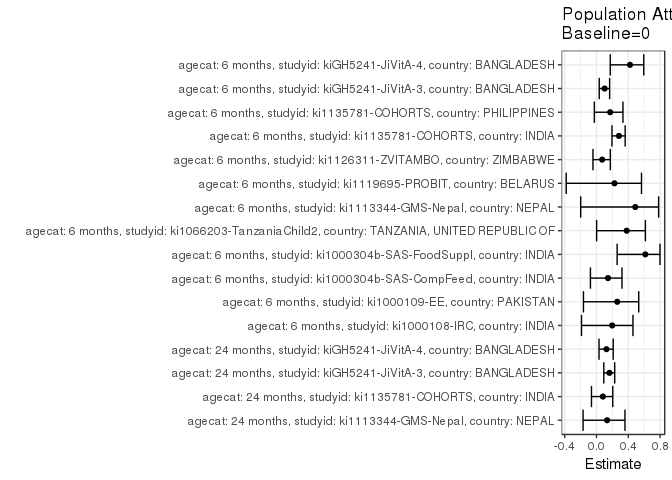 Population Att
Baseline=0
agecat: 6 months, studyid: kiGH5241-JiVitA-4, country: BANGLADESH
agecat: 6 months, studyid: kiGH5241-JiVitA-3, country: BANGLADESH
agecat: 6 months, studyid: ki1135781-COHORTS, country: PHILIPPINES
agecat: 6 months, studyid: ki1135781-COHORTS, country: INDIA
agecat: 6 months, studyid: ki1126311-ZVITAMBO, country: ZIMBABWE
agecat: 6 months, studyid: ki1119695-PROBIT, country: BELARUS
agecat: 6 months, studyid: ki1113344-GMS-Nepal, country: NEPAL
agecat: 6 months, studyid: ki1066203-TanzaniaChild2, country: TANZANIA, UNITED REPUBLIC OF
agecat: 6 months, studyid: ki1000304b-SAS-FoodSuppl, country: INDIA
agecat: 6 months, studyid: ki1000304b-SAS-CompFeed, country: INDIA
agecat: 6 months, studyid: ki1000109-EE, country: PAKISTAN
agecat: 6 months, studyid: ki1000108-IRC, country: INDIA
agecat: 24 months, studyid: kiGH5241-JiVitA-4, country: BANGLADESH
agecat: 24 months, studyid: kiGH5241-JiVitA-3, country: BANGLADESH
agecat: 24 months, studyid: ki1135781-COHORTS, country: INDIA
agecat: 24 months, studyid: ki1113344-GMS-Nepal, country: NEPAL
-0.4 0.0 0.4 0.8
Estimate